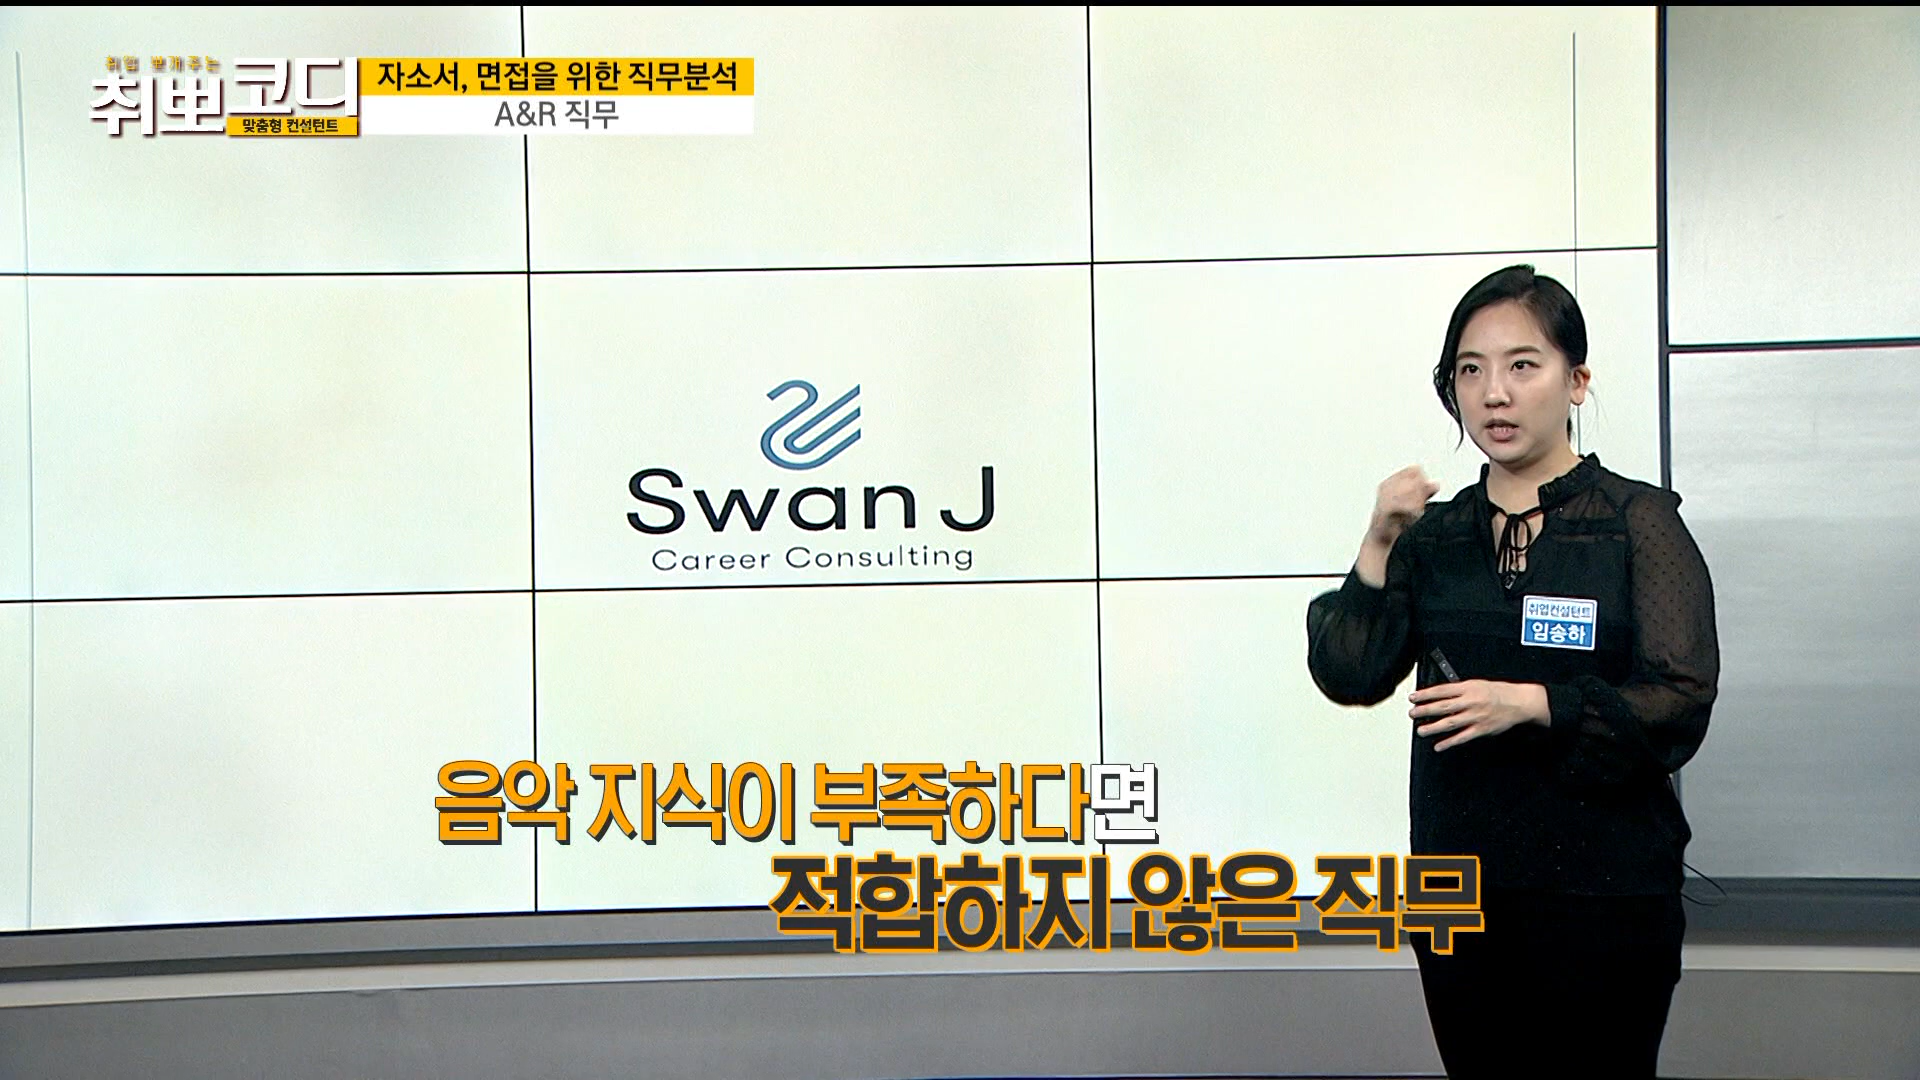 취업 뽀개주는
취뽀코디
맞춤형 컨설턴트
자소서, 면접을 위한 직무분석
A&R 직무
Swan J
Career Consulting
취업컨설턴트
임송하
음악 지식이 부족하다면
적합하지 않은 직무